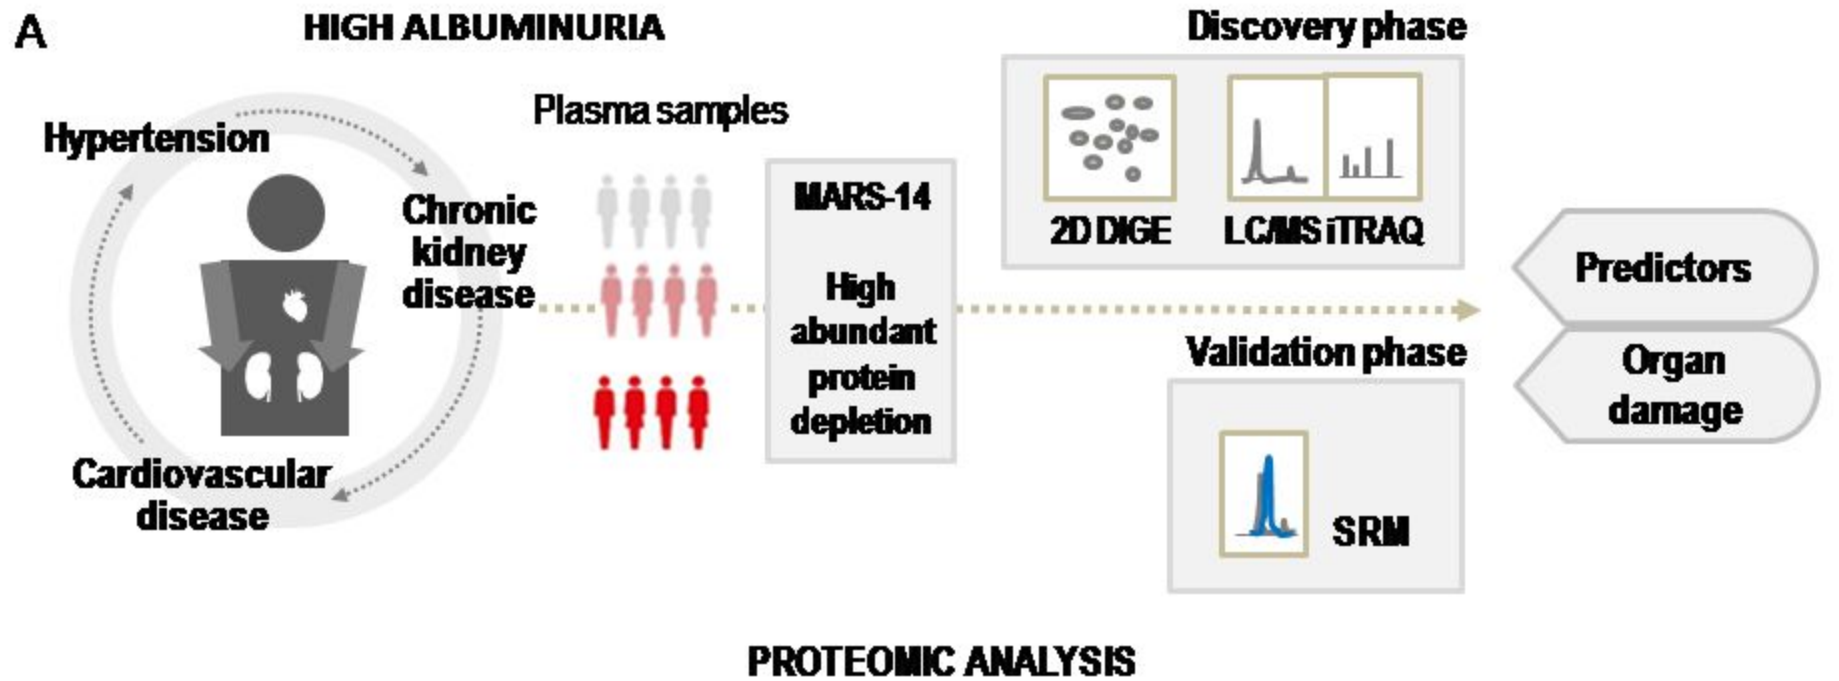 A
HIGH ALBUMINURIA
Discovery phase
Hypertension
Plasma samples
Chronic
kidney
disease
Cardiovascular
disease
MARS-14
High
abundant
protein
depletion
2D DIGE
LC/MS iTRAQ
Validation phase
SRM
Predictors
Organ
damage
PROTEOMIC ANALYSIS